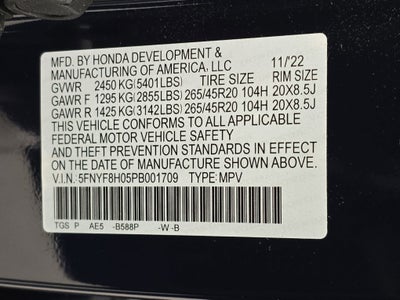 MFD. BY HONDA DEVELOPMENT & 11/'22
MANUFACTURING OF AMERICA, LLC
GVWR 2450 KG(5401LBS) TIRE SIZE RIM SIZE
GAWR F 1295 KG(2855LBS) 265/45R20 104H 20X8.5J
GAWR R 1425 KG(3142LBS) 265/45R20 104H 20X8.5J
THIS VEHICLE CONFORMS TO ALL APPLICABLE
FEDERAL MOTOR VEHICLE SAFETY
STANDARDS IN EFFECT ON THE DATE OF
MANUFACTURE SHOWN ABOVE.
V.I.N. 5FNYF8H05PB001709 TYPE: MPV
TGS P AE5 -B588P -W -B